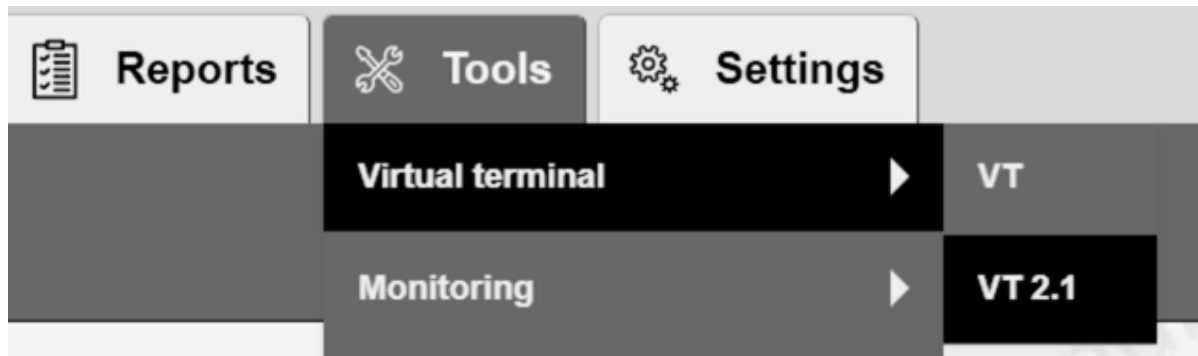 Reports
Tools
Settings
Virtual terminal
VT
Monitoring
VT 2.1